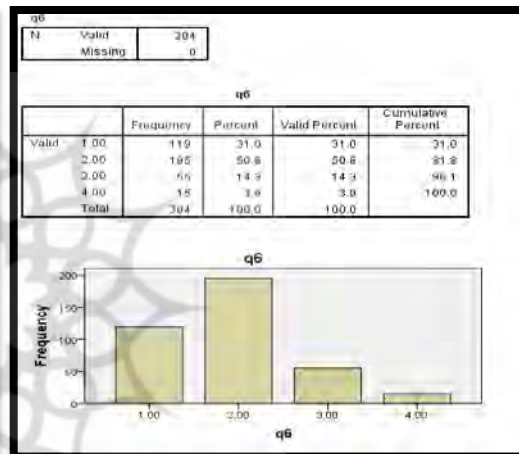 q6
N Valid 384
Missing 0
q6
Frequency Percent Valid Percent Cumulative Percent
Valid 1.00 119 31.0 31.0 31.0
2.00 195 50.8 50.8 81.8
3.00 55 14.3 14.3 96.1
4.00 15 3.9 3.9 100.0
Total 384 100.0 100.0
q6
Frequency
200
150
100
50
0
1.00 2.00 3.00 4.00
q6